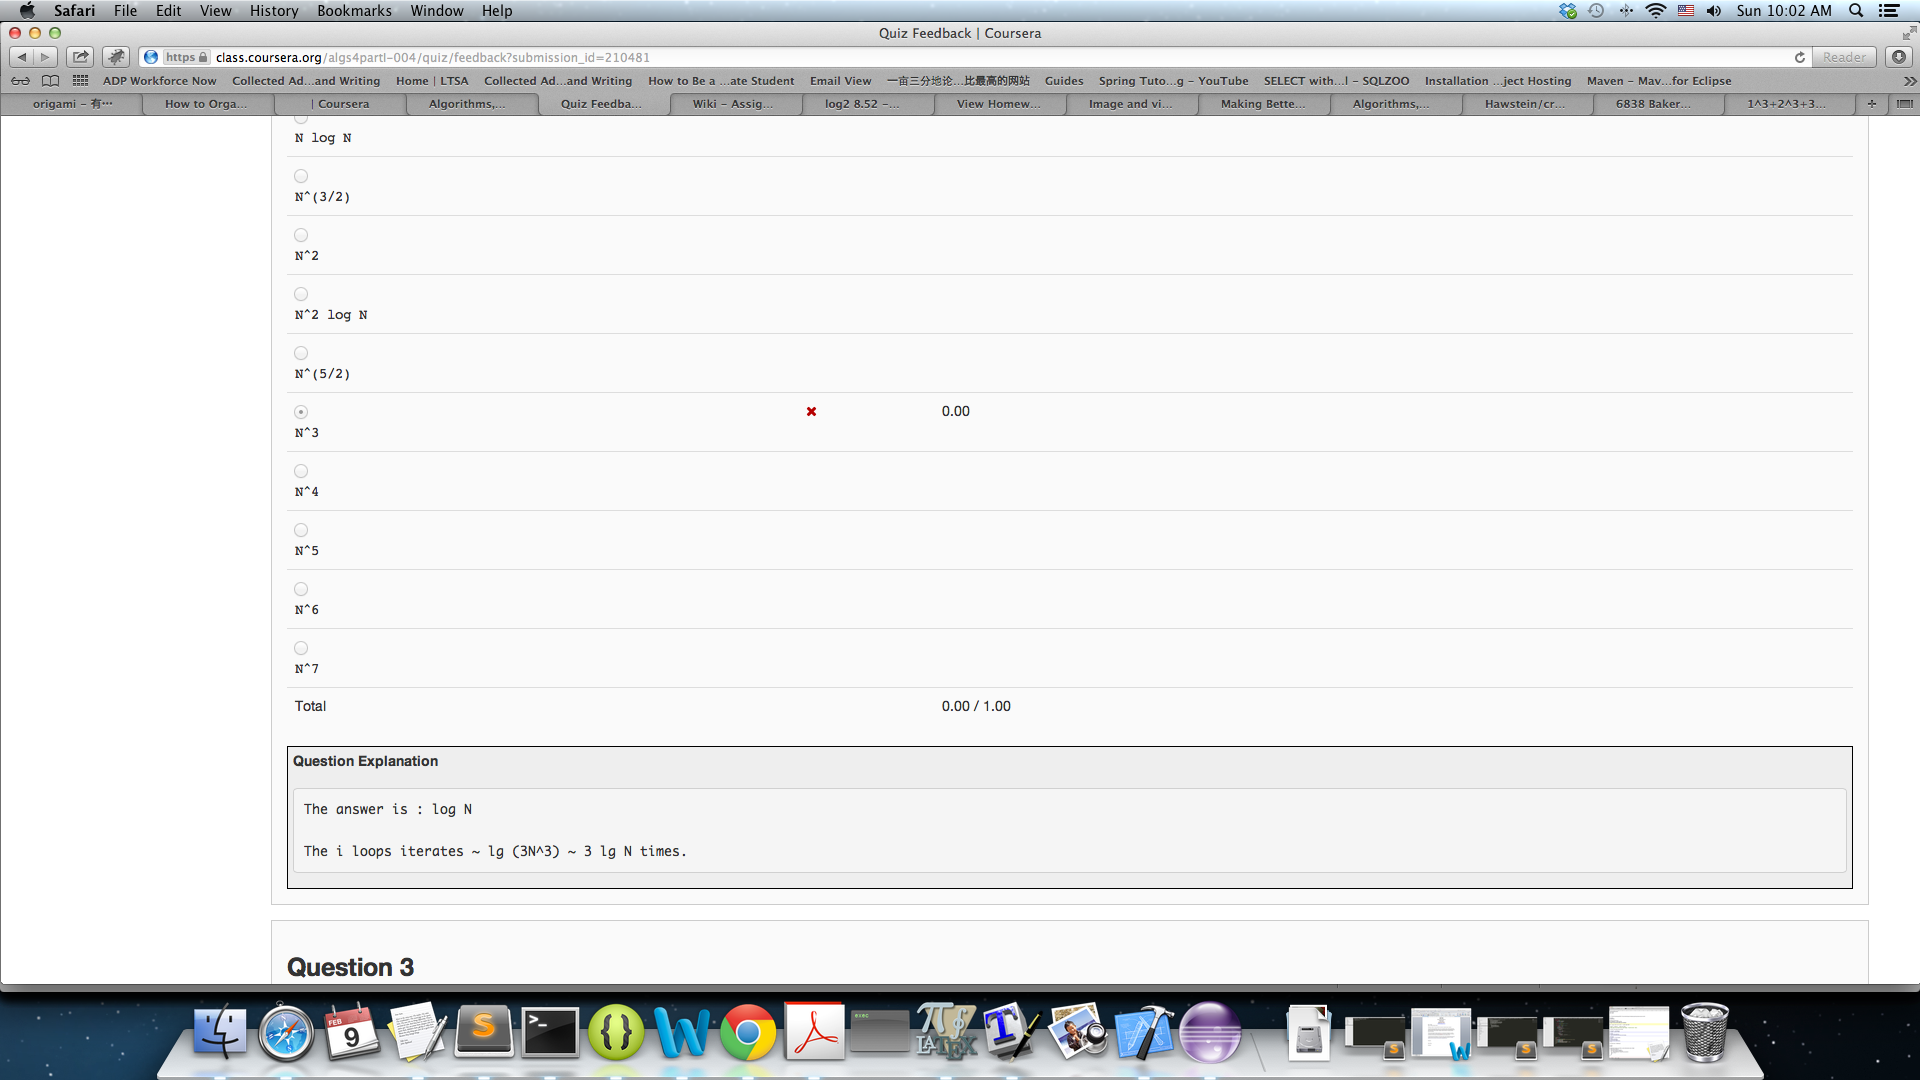 Safari File Edit View History Bookmarks Window Help Sun 10:02 AM
Quiz Feedback | Coursera
https class.coursera.org/algs4partI-004/quiz/feedback?submission_id=210481 Reader
ADP Workforce Now Collected Ad...and Writing Home | LTSA Collected Ad...and Writing How to Be a ...ate Student Email View 一亩三分地论...比最高的网站 Guides Spring Tuto...g - YouTube SELECT with...l - SQLZOO Installation ...ject Hosting Maven - Mav...for Eclipse
origami - 有... How to Orga... | Coursera Algorithms,... Quiz Feedba... Wiki - Assig... log2 8.52 -... View Homew... Image and vi... Making Bette... Algorithms,... Hawstein/cr... 6838 Baker... 1^3+2^3+3...
N log N
N^(3/2)
N^2
N^2 log N
N^(5/2)
0.00
N^3
N^4
N^5
N^6
N^7
Total 0.00 / 1.00
Question Explanation
The answer is : log N
The i loops iterates ~ lg (3N^3) ~ 3 lg N times.
Question 3
FEB
9
exec
LATEX